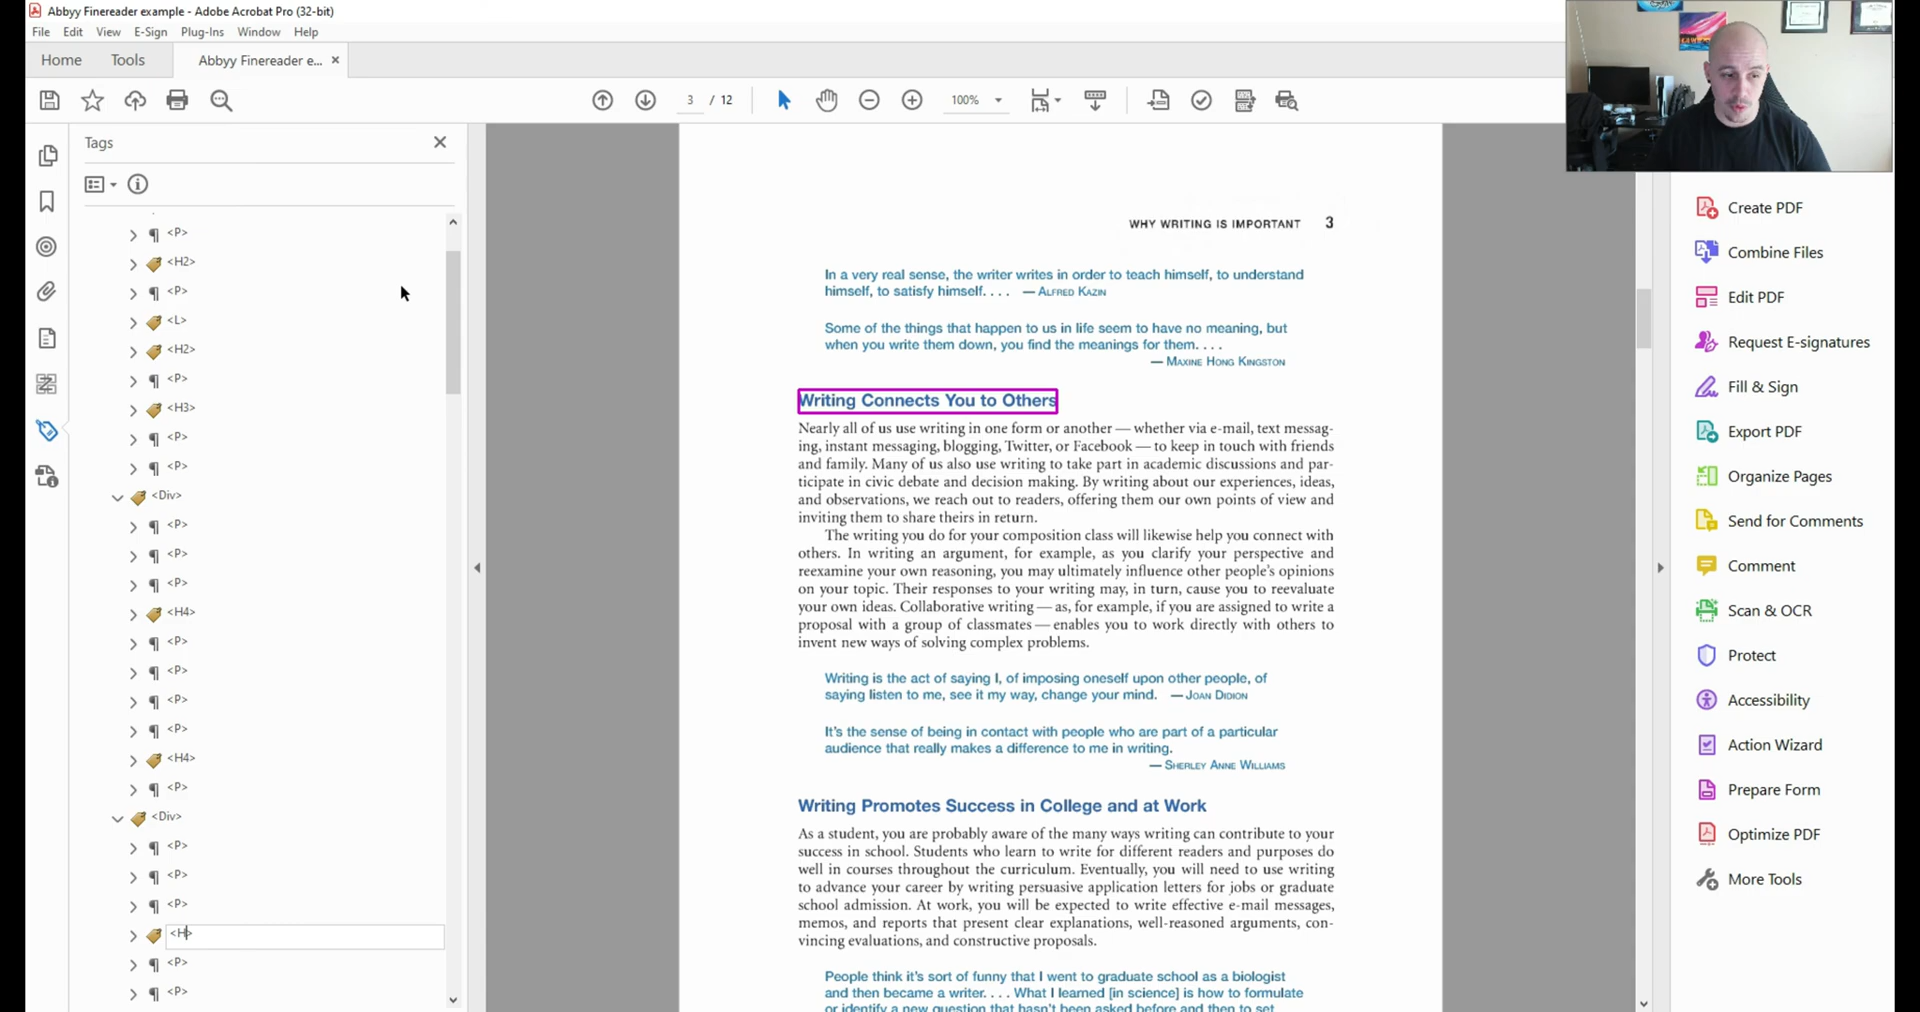 Abbyy Finereader example - Adobe Acrobat Pro (32-bit)
File Edit View E-Sign Plug-Ins Window Help
Home Tools Abbyy Finereader e... ×
3 / 12 100%
Tags
<P>
<H2>
<P>
<L>
<H2>
<P>
<H3>
<P>
<P>
<Div>
<P>
<P>
<P>
<H4>
<P>
<P>
<P>
<P>
<H4>
<P>
<Div>
<P>
<P>
<P>
<H>
<P>
<P>
WHY WRITING IS IMPORTANT 3
In a very real sense, the writer writes in order to teach himself, to understand
himself, to satisfy himself. . . . — ALFRED KAZIN
Some of the things that happen to us in life seem to have no meaning, but
when you write them down, you find the meanings for them. . . .
— MAXINE HONG KINGSTON
Writing Connects You to Others
Nearly all of us use writing in one form or another — whether via e-mail, text messag-
ing, instant messaging, blogging, Twitter, or Facebook — to keep in touch with friends
and family. Many of us also use writing to take part in academic discussions and par-
ticipate in civic debate and decision making. By writing about our experiences, ideas,
and observations, we reach out to readers, offering them our own points of view and
inviting them to share theirs in return.
The writing you do for your composition class will likewise help you connect with
others. In writing an argument, for example, as you clarify your perspective and
reexamine your own reasoning, you may ultimately influence other people's opinions
on your topic. Their responses to your writing may, in turn, cause you to reevaluate
your own ideas. Collaborative writing — as, for example, if you are assigned to write a
proposal with a group of classmates — enables you to work directly with others to
invent new ways of solving complex problems.
Writing is the act of saying I, of imposing oneself upon other people, of
saying listen to me, see it my way, change your mind. — JOAN DIDION
It's the sense of being in contact with people who are part of a particular
audience that really makes a difference to me in writing.
— SHERLEY ANNE WILLIAMS
Writing Promotes Success in College and at Work
As a student, you are probably aware of the many ways writing can contribute to your
success in school. Students who learn to write for different readers and purposes do
well in courses throughout the curriculum. Eventually, you will need to use writing
to advance your career by writing persuasive application letters for jobs or graduate
school admission. At work, you will be expected to write effective e-mail messages,
memos, and reports that present clear explanations, well-reasoned arguments, con-
vincing evaluations, and constructive proposals.
People think it's sort of funny that I went to graduate school as a biologist
and then became a writer. . . . What I learned [in science] is how to formulate
or identify a new question that hasn't been asked before and then to set
Create PDF
Combine Files
Edit PDF
Request E-signatures
Fill & Sign
Export PDF
Organize Pages
Send for Comments
Comment
Scan & OCR
Protect
Accessibility
Action Wizard
Prepare Form
Optimize PDF
More Tools